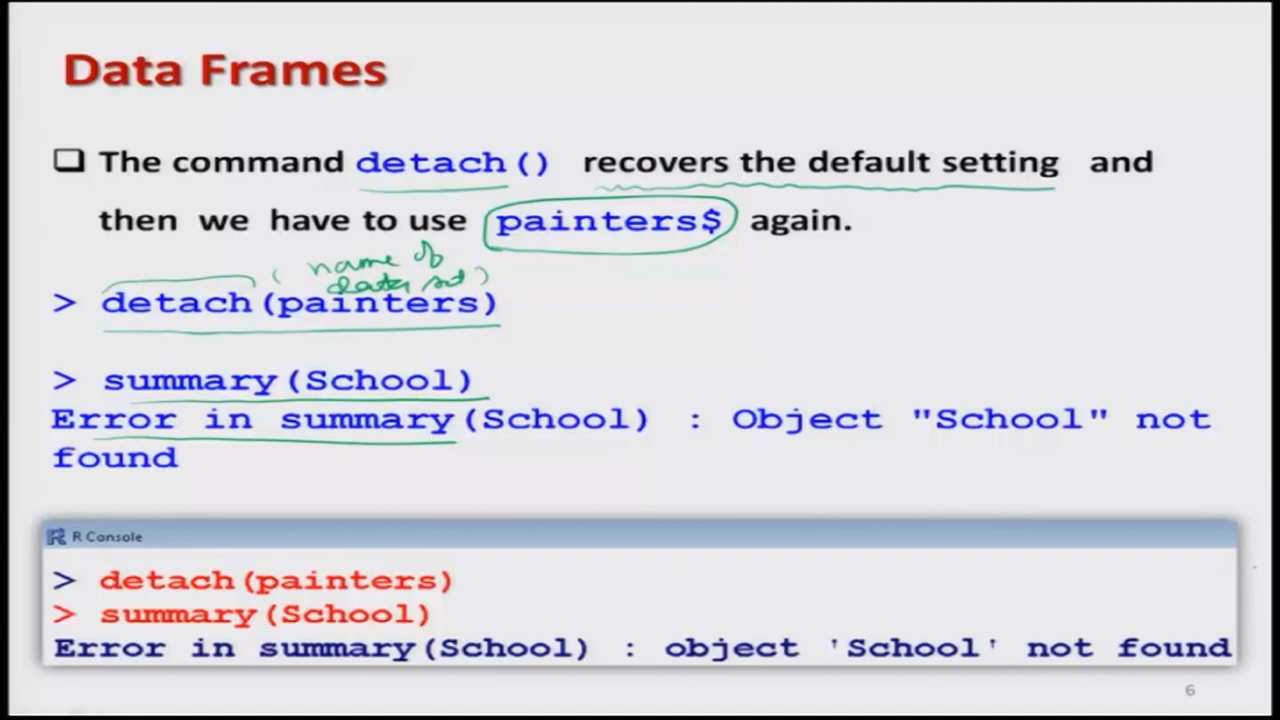 Data Frames
❑ The command detach() recovers the default setting and
then we have to use painters$ again.
( name of
data set )
> detach(painters)
> summary(School)
Error in summary(School) : Object "School" not
found
R Console
> detach(painters)
> summary(School)
Error in summary(School) : object 'School' not found
6